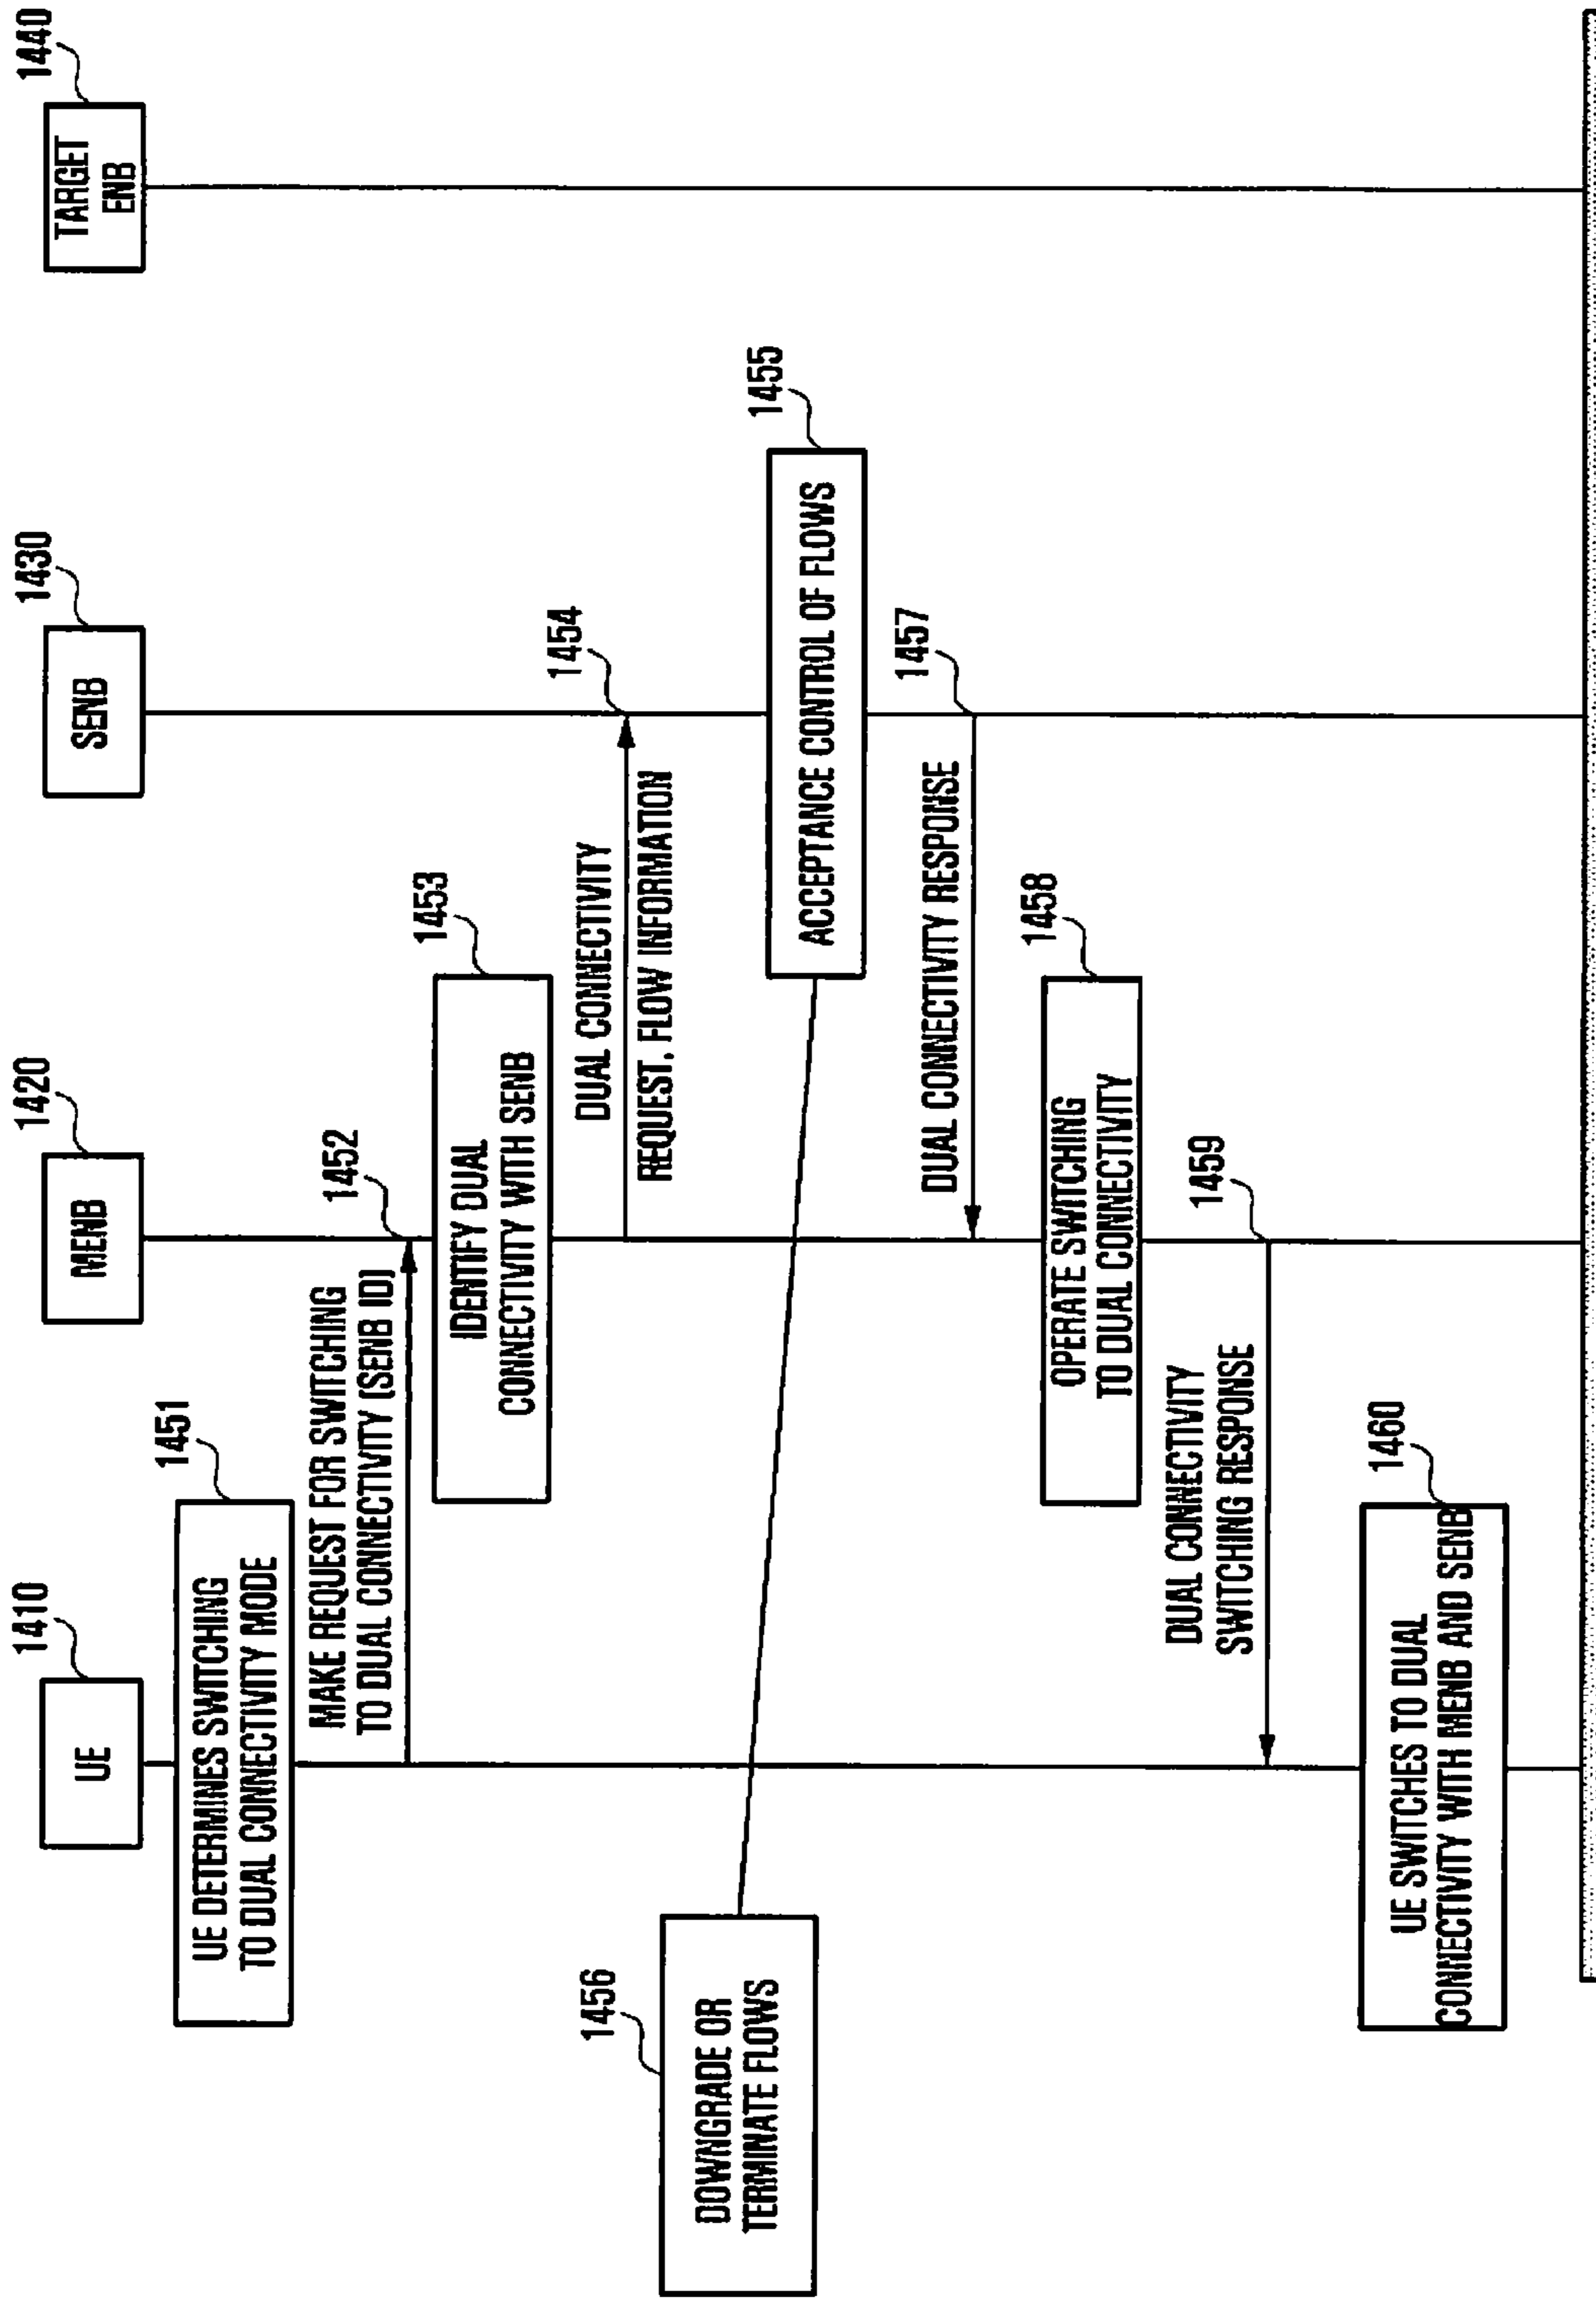 1410
UE
1420
MENB
1430
SENB
1440
TARGET
ENB
1451
UE DETERMINES SWITCHING
TO DUAL CONNECTIVITY MODE
MAKE REQUEST FOR SWITCHING
TO DUAL CONNECTIVITY (SENB ID)
1452
1453
IDENTIFY DUAL
CONNECTIVITY WITH SENB
DUAL CONNECTIVITY
REQUEST. FLOW INFORMATION
1454
1455
ACCEPTANCE CONTROL OF FLOWS
1456
DOWNGRADE OR
TERMINATE FLOWS
DUAL CONNECTIVITY RESPONSE
1457
1458
OPERATE SWITCHING
TO DUAL CONNECTIVITY
DUAL CONNECTIVITY
SWITCHING RESPONSE
1459
1460
UE SWITCHES TO DUAL
CONNECTIVITY WITH MENB AND SENB